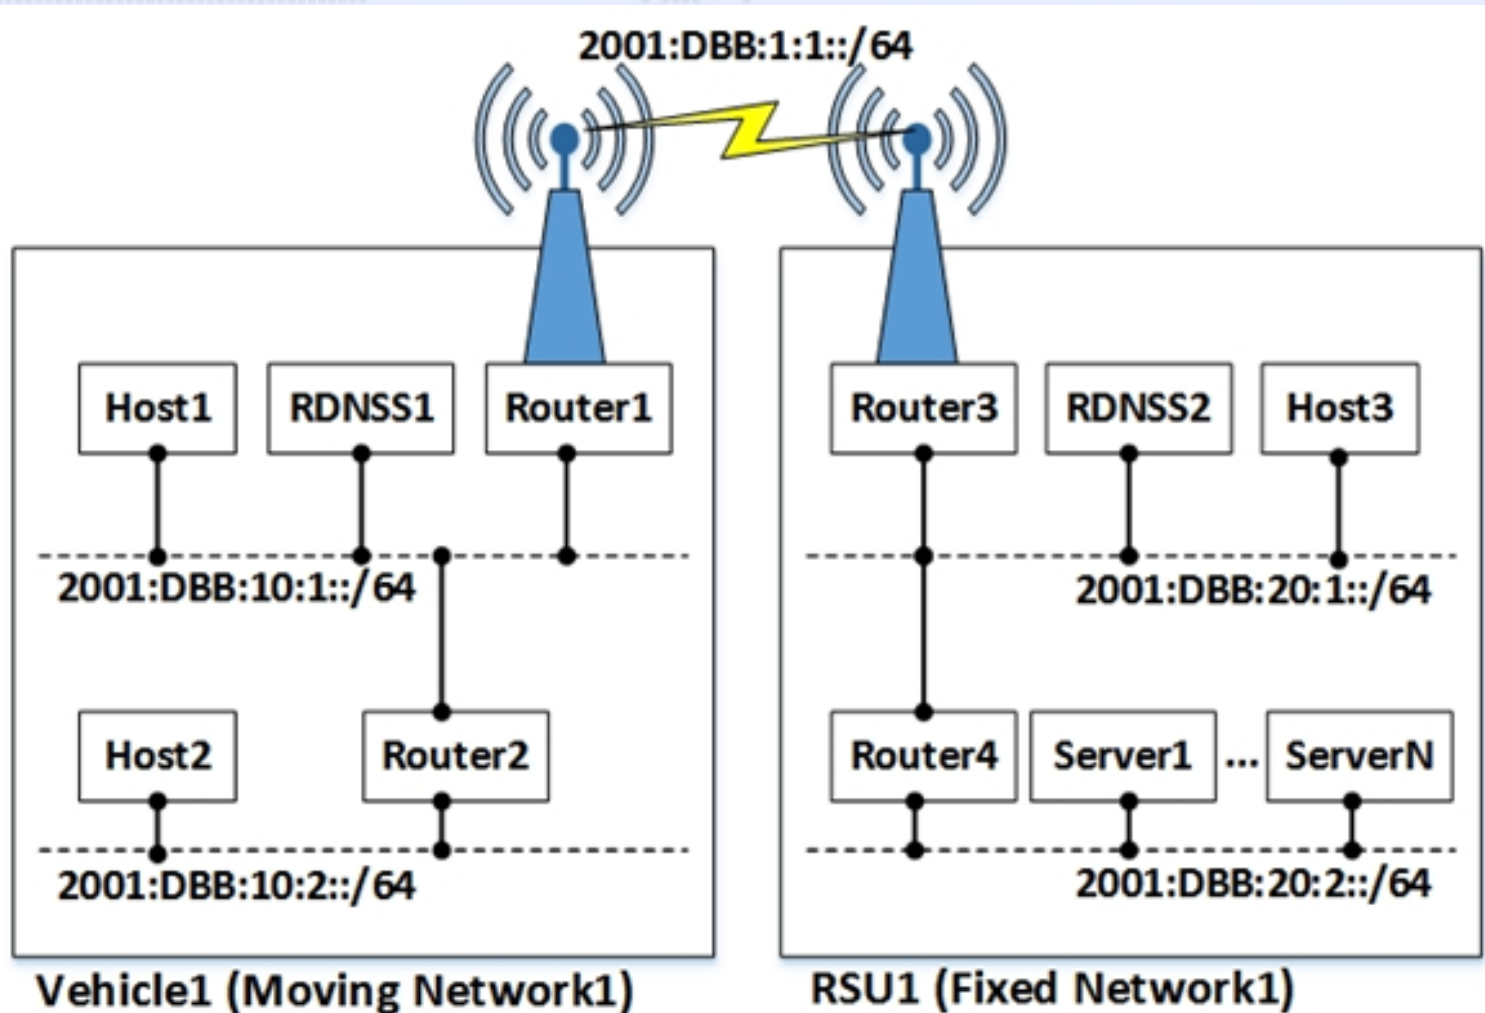 2001:DBB:1:1::/64
Host1 RDNSS1 Router1
Router3 RDNSS2 Host3
2001:DBB:10:1::/64
2001:DBB:20:1::/64
Host2 Router2
Router4 Server1 ... ServerN
2001:DBB:10:2::/64
2001:DBB:20:2::/64
Vehicle1 (Moving Network1)
RSU1 (Fixed Network1)